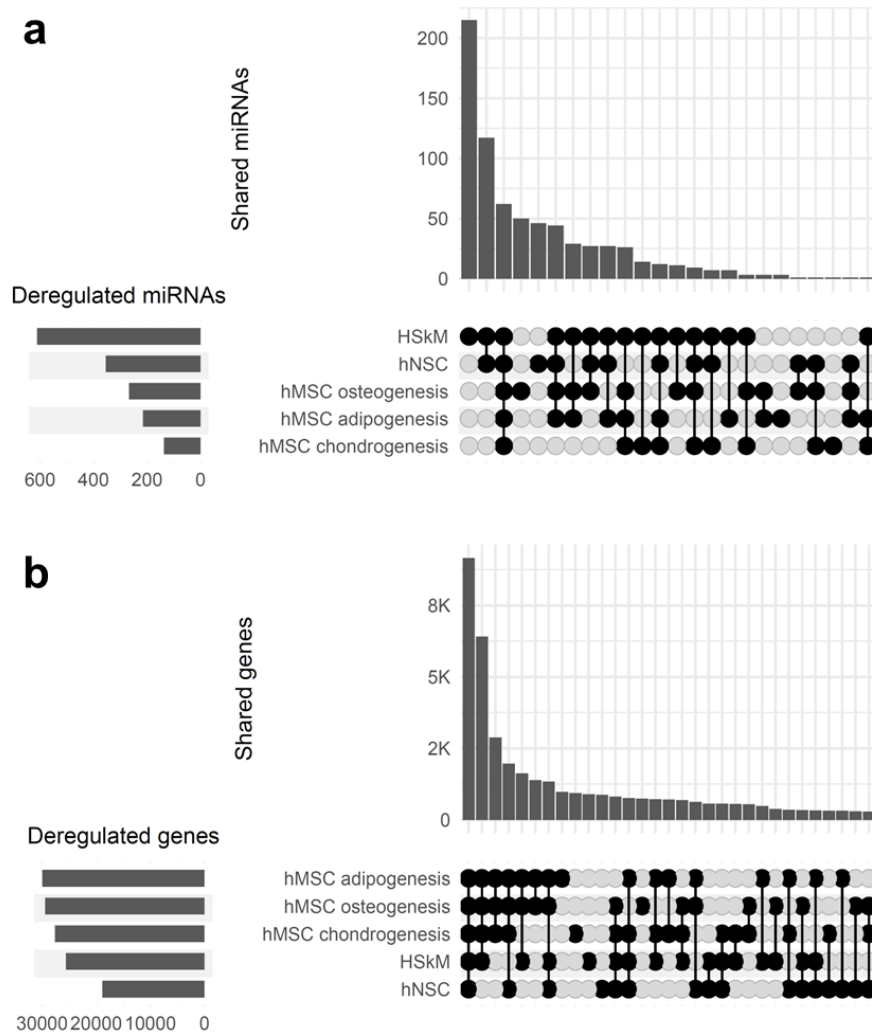 a
Shared miRNAs
200
150
100
50
0
Deregulated miRNAs
HSkM
hNSC
hMSC osteogenesis
hMSC adipogenesis
hMSC chondrogenesis
600 400 200 0
b
Shared genes
8K
5K
2K
0
Deregulated genes
hMSC adipogenesis
hMSC osteogenesis
hMSC chondrogenesis
HSkM
hNSC
30000 20000 10000 0